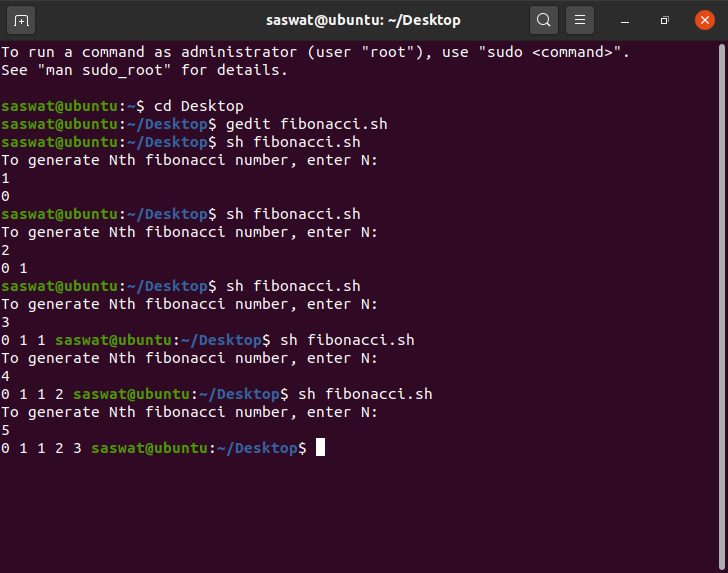 saswat@ubuntu: ~/Desktop
To run a command as administrator (user "root"), use "sudo <command>".
See "man sudo_root" for details.
saswat@ubuntu:~$ cd Desktop
saswat@ubuntu:~/Desktop$ gedit fibonacci.sh
saswat@ubuntu:~/Desktop$ sh fibonacci.sh
To generate Nth fibonacci number, enter N:
1
0
saswat@ubuntu:~/Desktop$ sh fibonacci.sh
To generate Nth fibonacci number, enter N:
2
0 1
saswat@ubuntu:~/Desktop$ sh fibonacci.sh
To generate Nth fibonacci number, enter N:
3
0 1 1 saswat@ubuntu:~/Desktop$ sh fibonacci.sh
To generate Nth fibonacci number, enter N:
4
0 1 1 2 saswat@ubuntu:~/Desktop$ sh fibonacci.sh
To generate Nth fibonacci number, enter N:
5
0 1 1 2 3 saswat@ubuntu:~/Desktop$